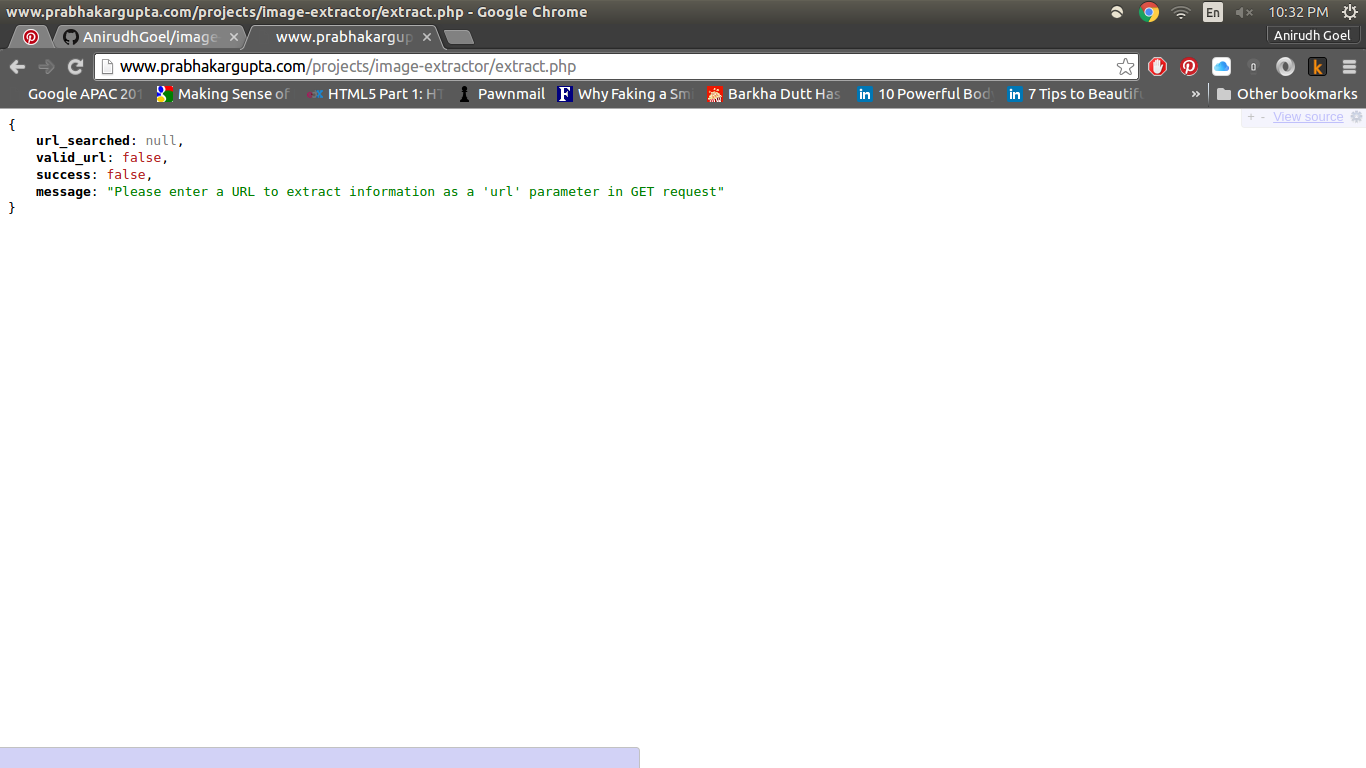 www.prabhakargupta.com/projects/image-extractor/extract.php - Google Chrome
En
10:32 PM
AnirudhGoel/image
www.prabhakargup
Anirudh Goel
www.prabhakargupta.com/projects/image-extractor/extract.php
Google APAC 201
Making Sense of
HTML5 Part 1: HT
Pawnmail
Why Faking a Smi
Barkha Dutt Has
10 Powerful Bod
7 Tips to Beautifu
»
Other bookmarks
+ - View source
{
url_searched: null,
valid_url: false,
success: false,
message: "Please enter a URL to extract information as a 'url' parameter in GET request"
}